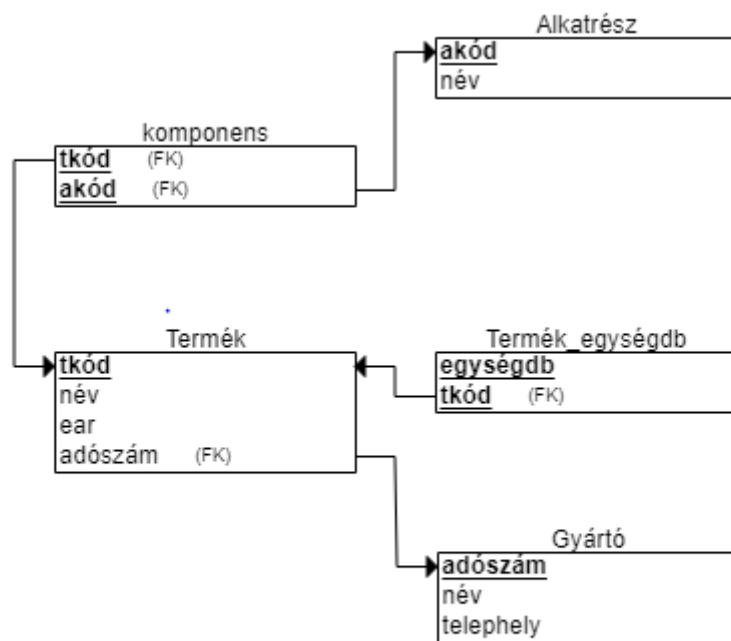 Alkatrész
akód
név
komponens
tkód (FK)
akód (FK)
Termék
tkód
név
ear
adószám (FK)
Termék_egységdb
egységdb
tkód (FK)
Gyártó
adószám
név
telephely